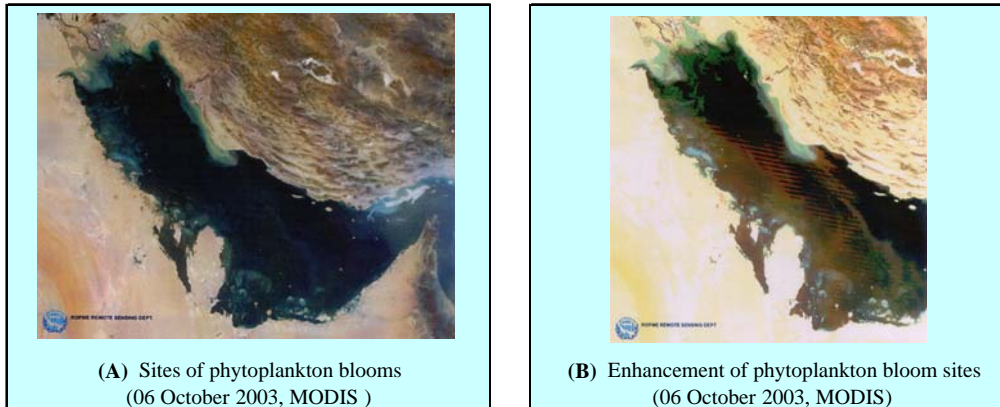 ROPME REMOTE SENSING DEPT.
(A) Sites of phytoplankton blooms
(06 October 2003, MODIS )
ROPME REMOTE SENSING DEPT.
(B) Enhancement of phytoplankton bloom sites
(06 October 2003, MODIS)